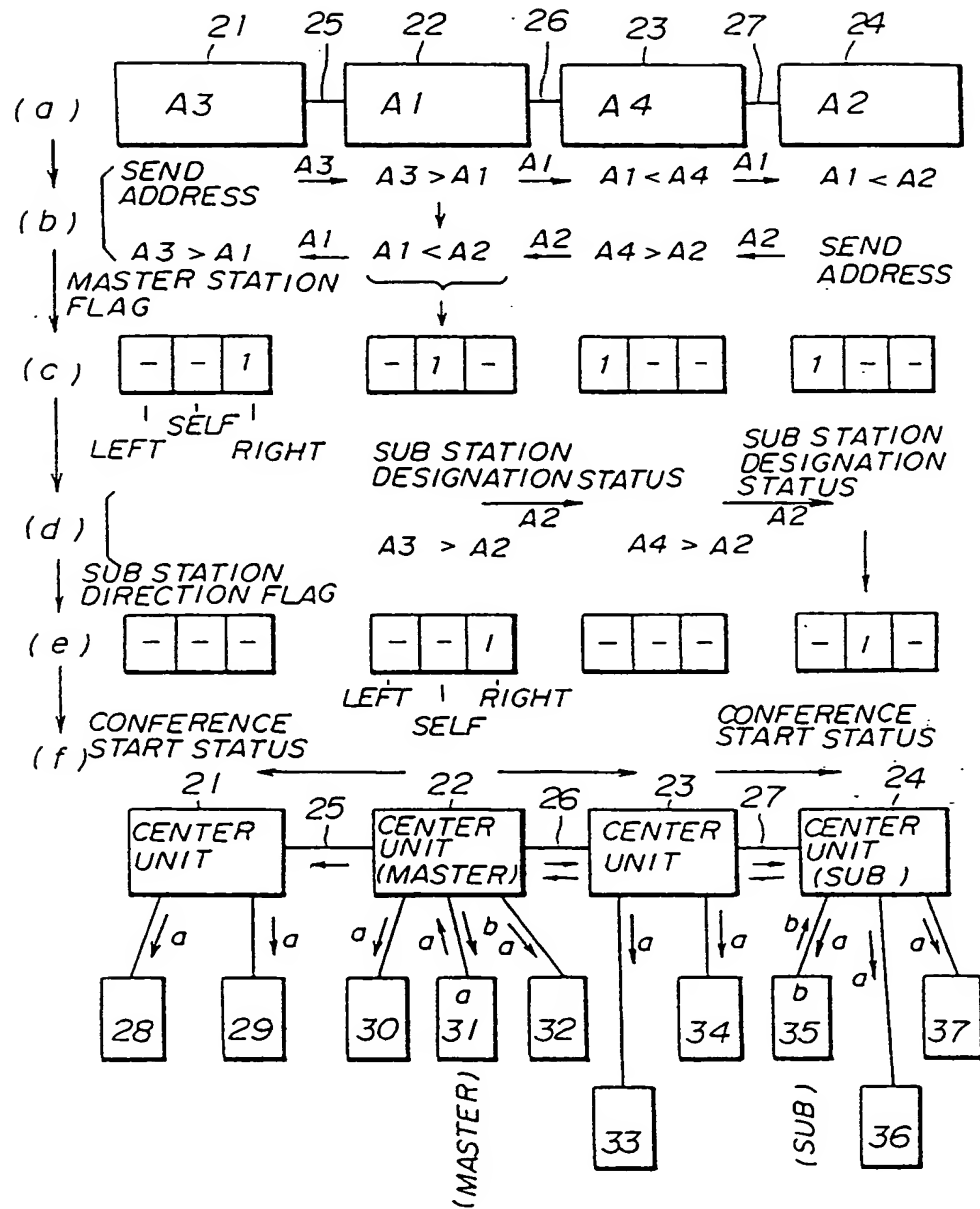 21 25 22 26 23 27 24
(a) A3 A1 A4 A2
SEND ADDRESS A3 A3 > A1 A1 A1 < A4 A1 A1 < A2
(b)
A3 > A1 A1 A1 < A2 A2 A4 > A2 A2 SEND ADDRESS
MASTER STATION FLAG
(c) - - 1 - 1 - 1 - - 1 - -
LEFT SELF RIGHT
SUB STATION DESIGNATION STATUS
A2
SUB STATION DESIGNATION STATUS
A2
(d) A3 > A2 A4 > A2
SUB STATION DIRECTION FLAG
(e) - - - - - 1 - - - - 1 -
LEFT SELF RIGHT
(f) CONFERENCE START STATUS
CONFERENCE START STATUS
21 25 22 26 23 27 24
CENTER UNIT
CENTER UNIT (MASTER)
CENTER UNIT
CENTER UNIT (SUB)
a a a a b a a a b a a a
28 29 30 a 31 32 33 34 b 35 36 37
(MASTER) (SUB)